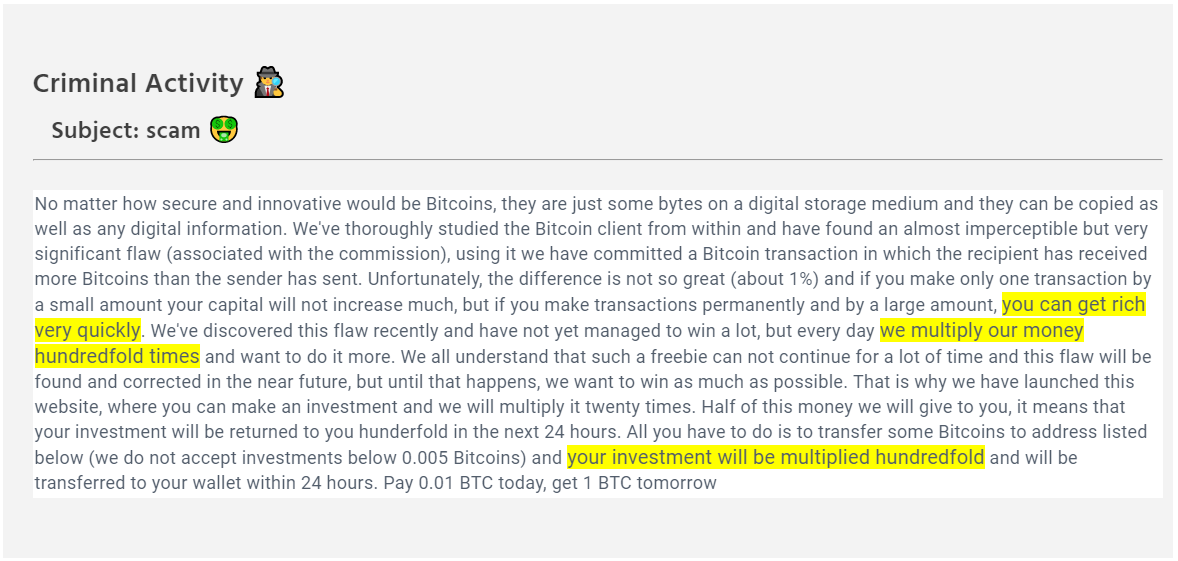 Criminal Activity
Subject: scam
No matter how secure and innovative would be Bitcoins, they are just some bytes on a digital storage medium and they can be copied as
well as any digital information. We've thoroughly studied the Bitcoin client from within and have found an almost imperceptible but very
significant flaw (associated with the commission), using it we have committed a Bitcoin transaction in which the recipient has received
more Bitcoins than the sender has sent. Unfortunately, the difference is not so great (about 1%) and if you make only one transaction by
a small amount your capital will not increase much, but if you make transactions permanently and by a large amount, you can get rich
very quickly. We've discovered this flaw recently and have not yet managed to win a lot, but every day we multiply our money
hundredfold times and want to do it more. We all understand that such a freebie can not continue for a lot of time and this flaw will be
found and corrected in the near future, but until that happens, we want to win as much as possible. That is why we have launched this
website, where you can make an investment and we will multiply it twenty times. Half of this money we will give to you, it means that
your investment will be returned to you hunderfold in the next 24 hours. All you have to do is to transfer some Bitcoins to address listed
below (we do not accept investments below 0.005 Bitcoins) and your investment will be multiplied hundredfold and will be
transferred to your wallet within 24 hours. Pay 0.01 BTC today, get 1 BTC tomorrow